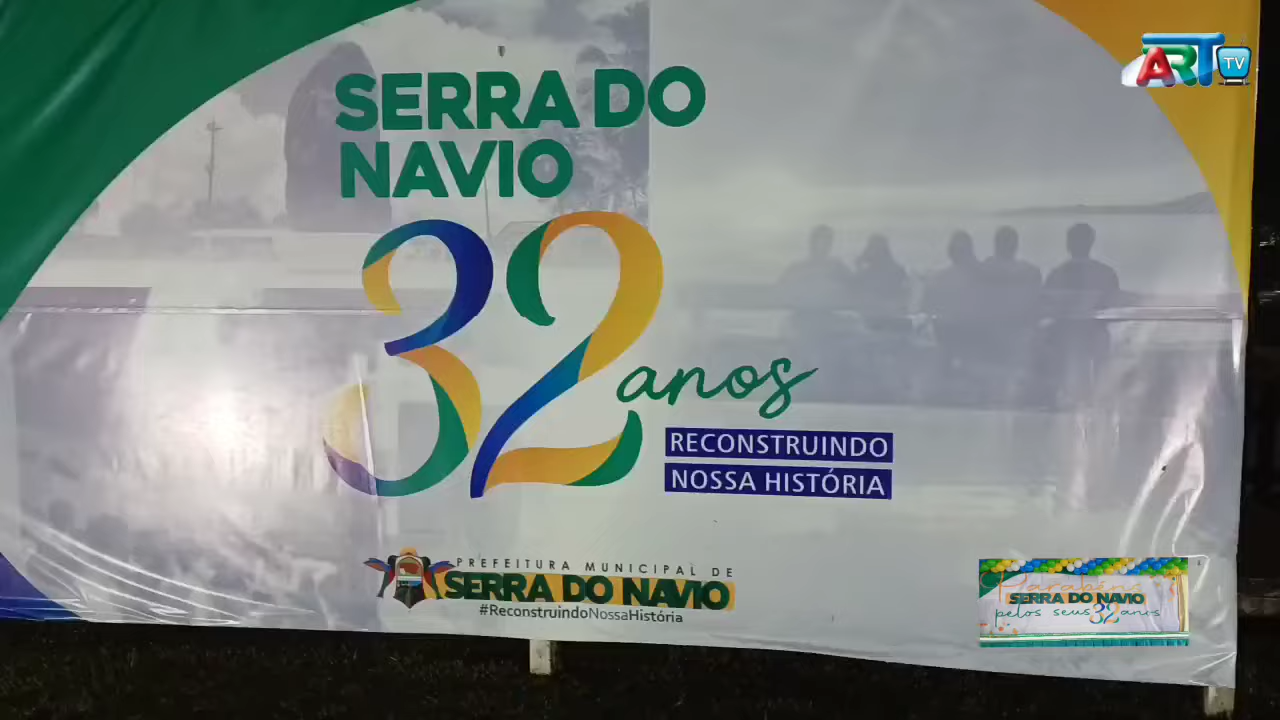 ART TV
SERRA DO
NAVIO
32 anos
RECONSTRUINDO
NOSSA HISTÓRIA
PREFEITURA MUNICIPAL DE
SERRA DO NAVIO
#ReconstruindoNossaHistória
Parabéns
SERRA DO NAVIO
pelos seus 32 anos